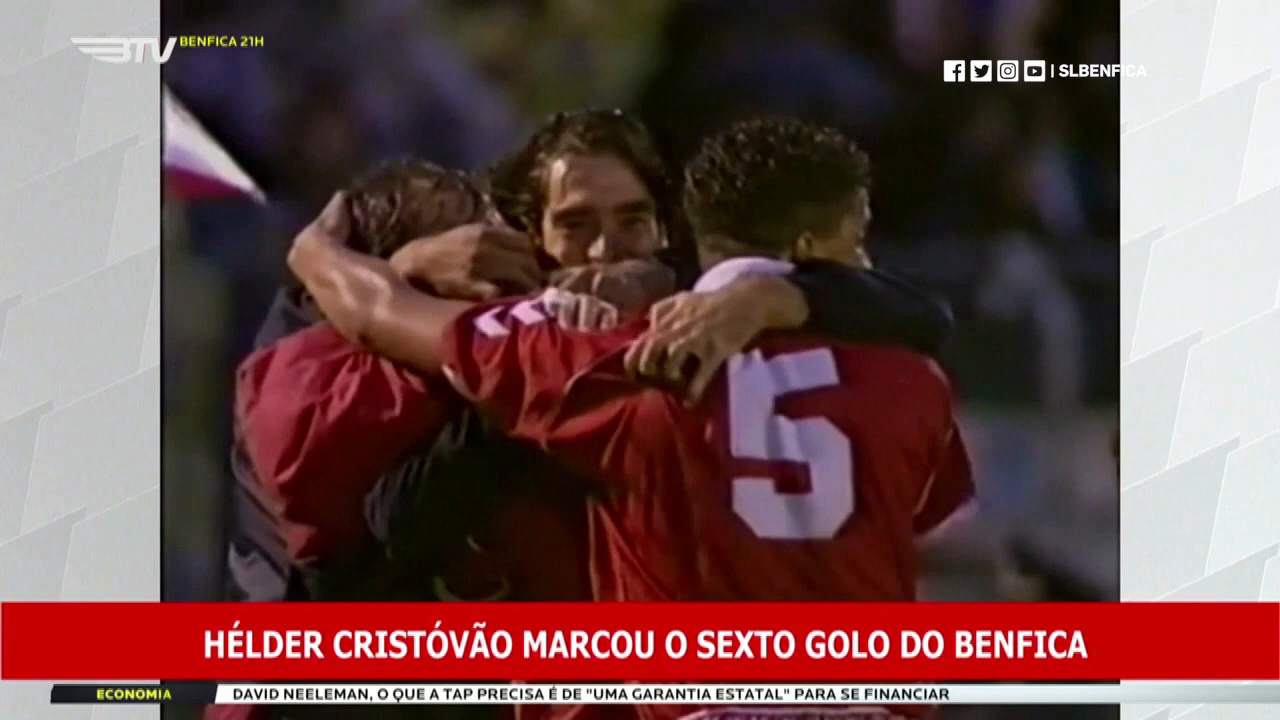 BTV BENFICA 21H
| SLBENFICA
5
HÉLDER CRISTÓVÃO MARCOU O SEXTO GOLO DO BENFICA
ECONOMIA DAVID NEELEMAN, O QUE A TAP PRECISA É DE "UMA GARANTIA ESTATAL" PARA SE FINANCIAR